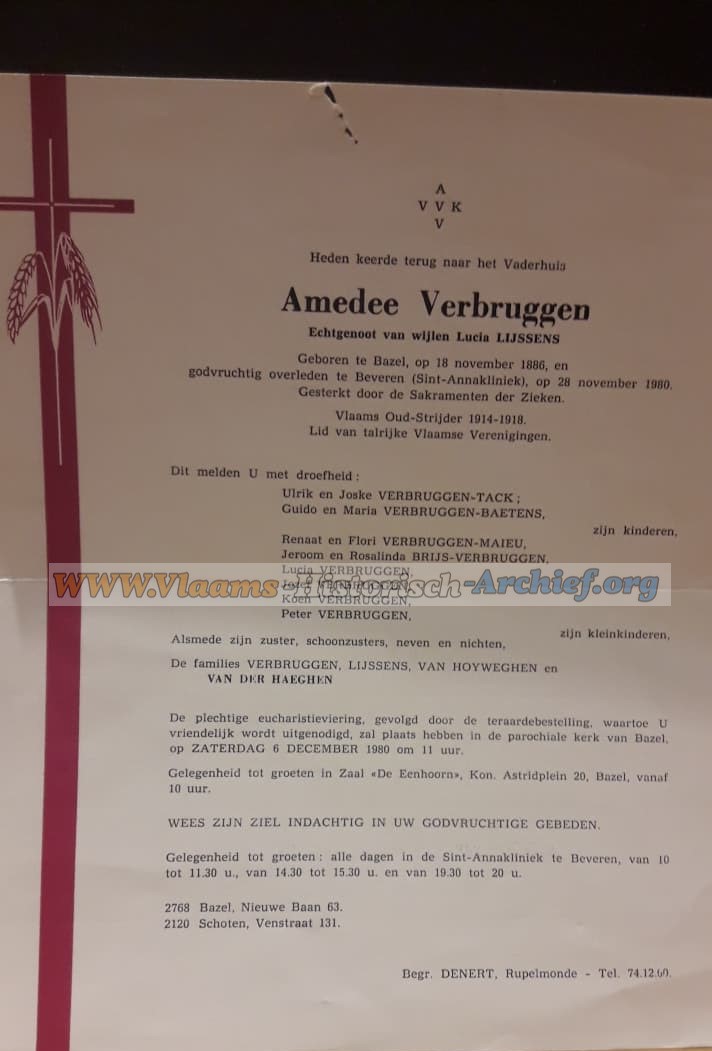 A
V V K
V
Heden keerde terug naar het Vaderhuis
Amedee Verbruggen
Echtgenoot van wijlen Lucia LIJSSENS
Geboren te Bazel, op 18 november 1886, en
godvruchtig overleden te Beveren (Sint-Annakliniek), op 28 november 1980.
Gesterkt door de Sakramenten der Zieken.
Vlaams Oud-Strijder 1914-1918.
Lid van talrijke Vlaamse Verenigingen.
Dit melden U met droefheid :
Ulrik en Joske VERBRUGGEN-TACK ;
Guido en Maria VERBRUGGEN-BAETENS,
zijn kinderen,
Renaat en Flori VERBRUGGEN-MAIEU,
Jeroom en Rosalinda BRIJS-VERBRUGGEN,
Lucia VERBRUGGEN,
www.Vlaams-Historisch-Archief.org
VERBRUGGEN,
Koen VERBRUGGEN,
Peter VERBRUGGEN,
zijn kleinkinderen,
Alsmede zijn zuster, schoonzusters, neven en nichten,
De families VERBRUGGEN, LIJSSENS, VAN HOYWEGHEN en
VAN DER HAEGHEN
De plechtige eucharistieviering, gevolgd door de teraardebestelling, waartoe U
vriendelijk wordt uitgenodigd, zal plaats hebben in de parochiale kerk van Bazel,
op ZATERDAG 6 DECEMBER 1980 om 11 uur.
Gelegenheid tot groeten in Zaal «De Eenhoorn», Kon. Astridplein 20, Bazel, vanaf
10 uur.
WEES ZIJN ZIEL INDACHTIG IN UW GODVRUCHTIGE GEBEDEN.
Gelegenheid tot groeten : alle dagen in de Sint-Annakliniek te Beveren, van 10
tot 11.30 u., van 14.30 tot 15.30 u. en van 19.30 tot 20 u.
2768 Bazel, Nieuwe Baan 63.
2120 Schoten, Venstraat 131.
Begr. DENERT, Rupelmonde - Tel. 74.12.60.